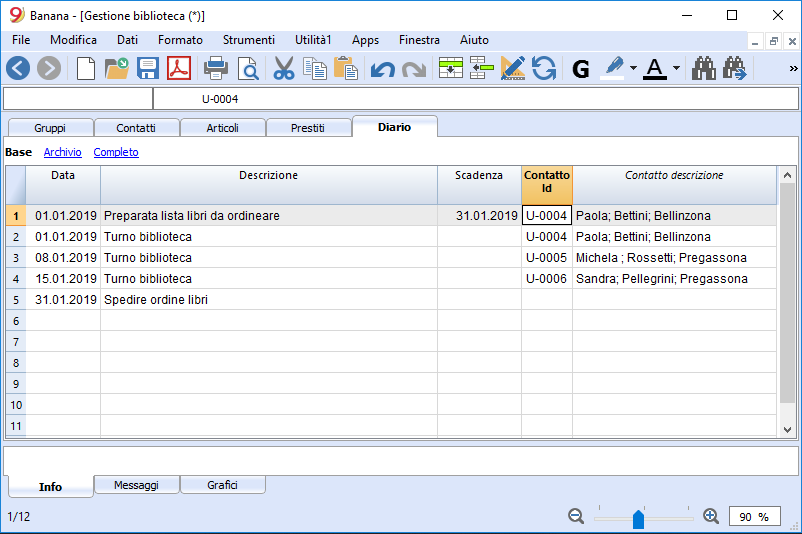 Banana - [Gestione biblioteca (*)]
File Modifica Dati Formato Strumenti Utilità1 Apps Finestra Aiuto
G A »
U-0004
Gruppi Contatti Articoli Prestiti Diario
Base Archivio Completo
Data Descrizione Scadenza Contatto Id Contatto descrizione
1 01.01.2019 Preparata lista libri da ordineare 31.01.2019 U-0004 Paola; Bettini; Bellinzona
2 01.01.2019 Turno biblioteca U-0004 Paola; Bettini; Bellinzona
3 08.01.2019 Turno biblioteca U-0005 Michela ; Rossetti; Pregassona
4 15.01.2019 Turno biblioteca U-0006 Sandra; Pellegrini; Pregassona
5 31.01.2019 Spedire ordine libri
6
7
8
9
10
11
Info Messaggi Grafici
1/12 90 %